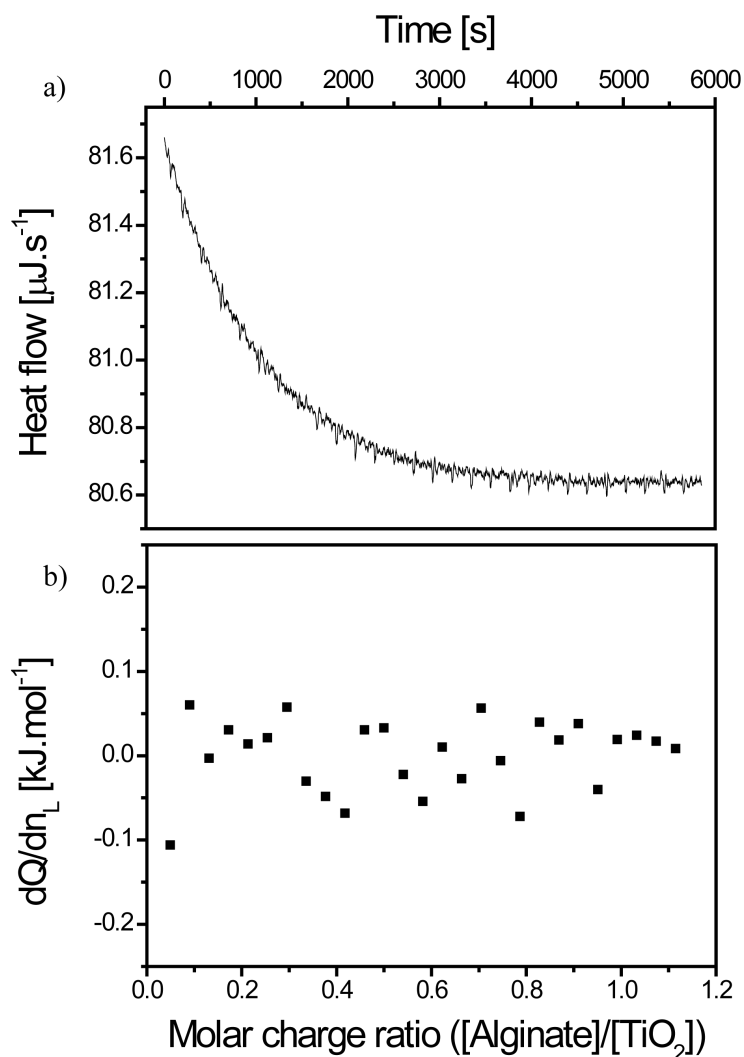 Time [s]
a)
0 1000 2000 3000 4000 5000 6000
81.6
81.4
81.2
81.0
80.8
80.6
Heat flow [µJ.s-1]
b)
0.2
0.1
0.0
-0.1
-0.2
dQ/dnL [kJ.mol-1]
0.0 0.2 0.4 0.6 0.8 1.0 1.2
Molar charge ratio ([Alginate]/[TiO2])